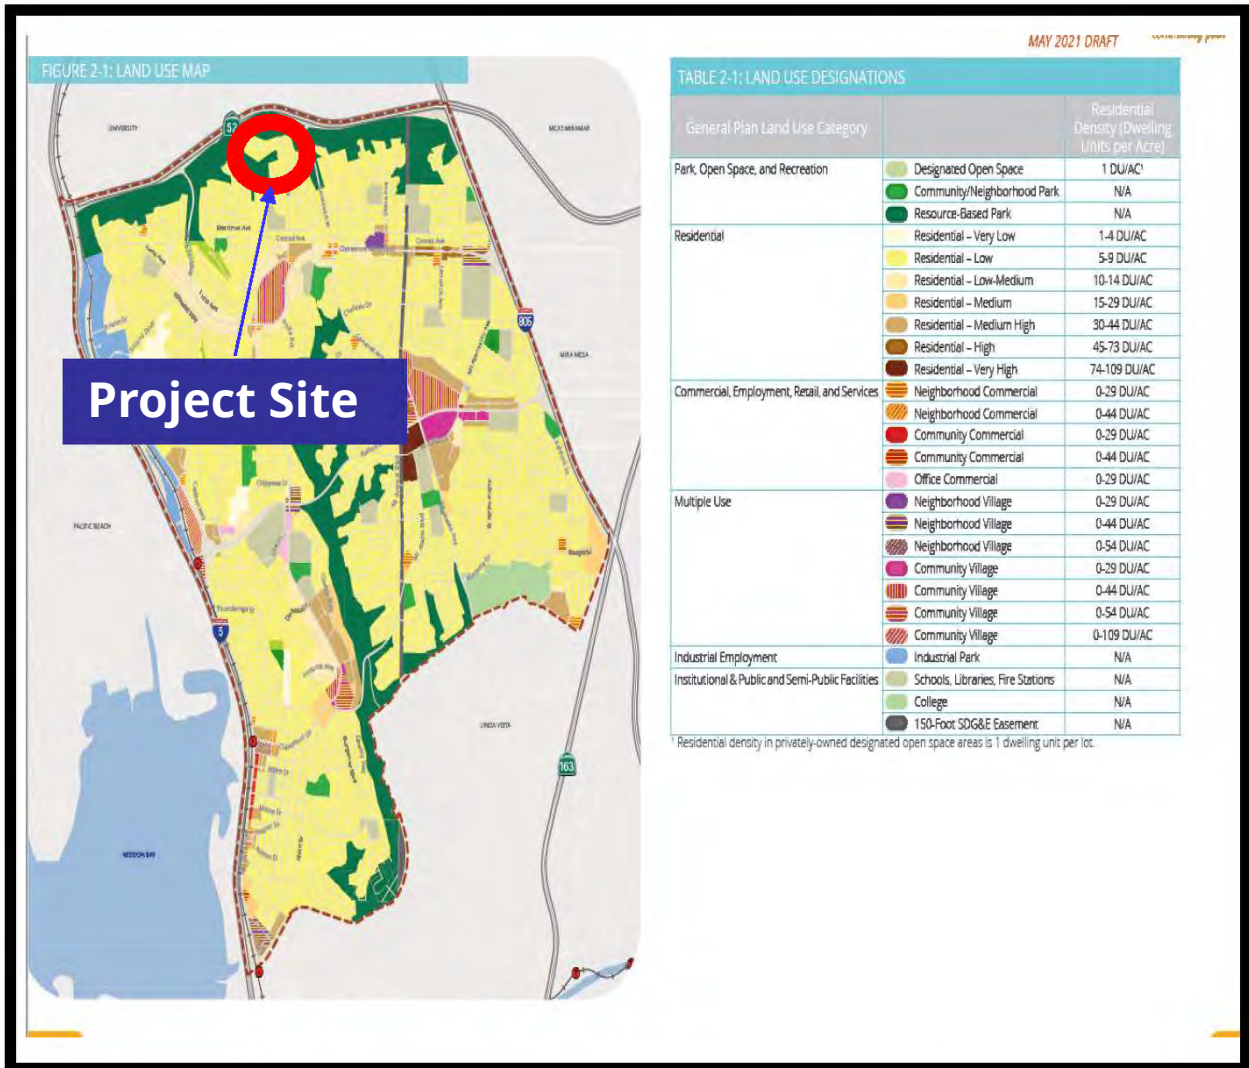 MAY 2021 DRAFT
FIGURE 2-1: LAND USE MAP
UNIVERSITY
52
MCAS MIRAMAR
Conrad Ave
805
MIRA MESA
Project Site
PACIFIC BEACH
5
LINDA VISTA
163
MISSION BAY
TABLE 2-1: LAND USE DESIGNATIONS
General Plan Land Use Category
Residential
Density (Dwelling
Units per Acre)
Park, Open Space, and Recreation Designated Open Space 1 DU/AC¹
Community/Neighborhood Park N/A
Resource-Based Park N/A
Residential Residential – Very Low 1-4 DU/AC
Residential – Low 5-9 DU/AC
Residential – Low-Medium 10-14 DU/AC
Residential – Medium 15-29 DU/AC
Residential – Medium High 30-44 DU/AC
Residential – High 45-73 DU/AC
Residential – Very High 74-109 DU/AC
Commercial, Employment, Retail, and Services Neighborhood Commercial 0-29 DU/AC
Neighborhood Commercial 0-44 DU/AC
Community Commercial 0-29 DU/AC
Community Commercial 0-44 DU/AC
Office Commercial 0-29 DU/AC
Multiple Use Neighborhood Village 0-29 DU/AC
Neighborhood Village 0-44 DU/AC
Neighborhood Village 0-54 DU/AC
Community Village 0-29 DU/AC
Community Village 0-44 DU/AC
Community Village 0-54 DU/AC
Community Village 0-109 DU/AC
Industrial Employment Industrial Park N/A
Institutional & Public and Semi-Public Facilities Schools, Libraries, Fire Stations N/A
College N/A
150-Foot SDG&E Easement N/A
¹ Residential density in privately-owned designated open space areas is 1 dwelling unit per lot.